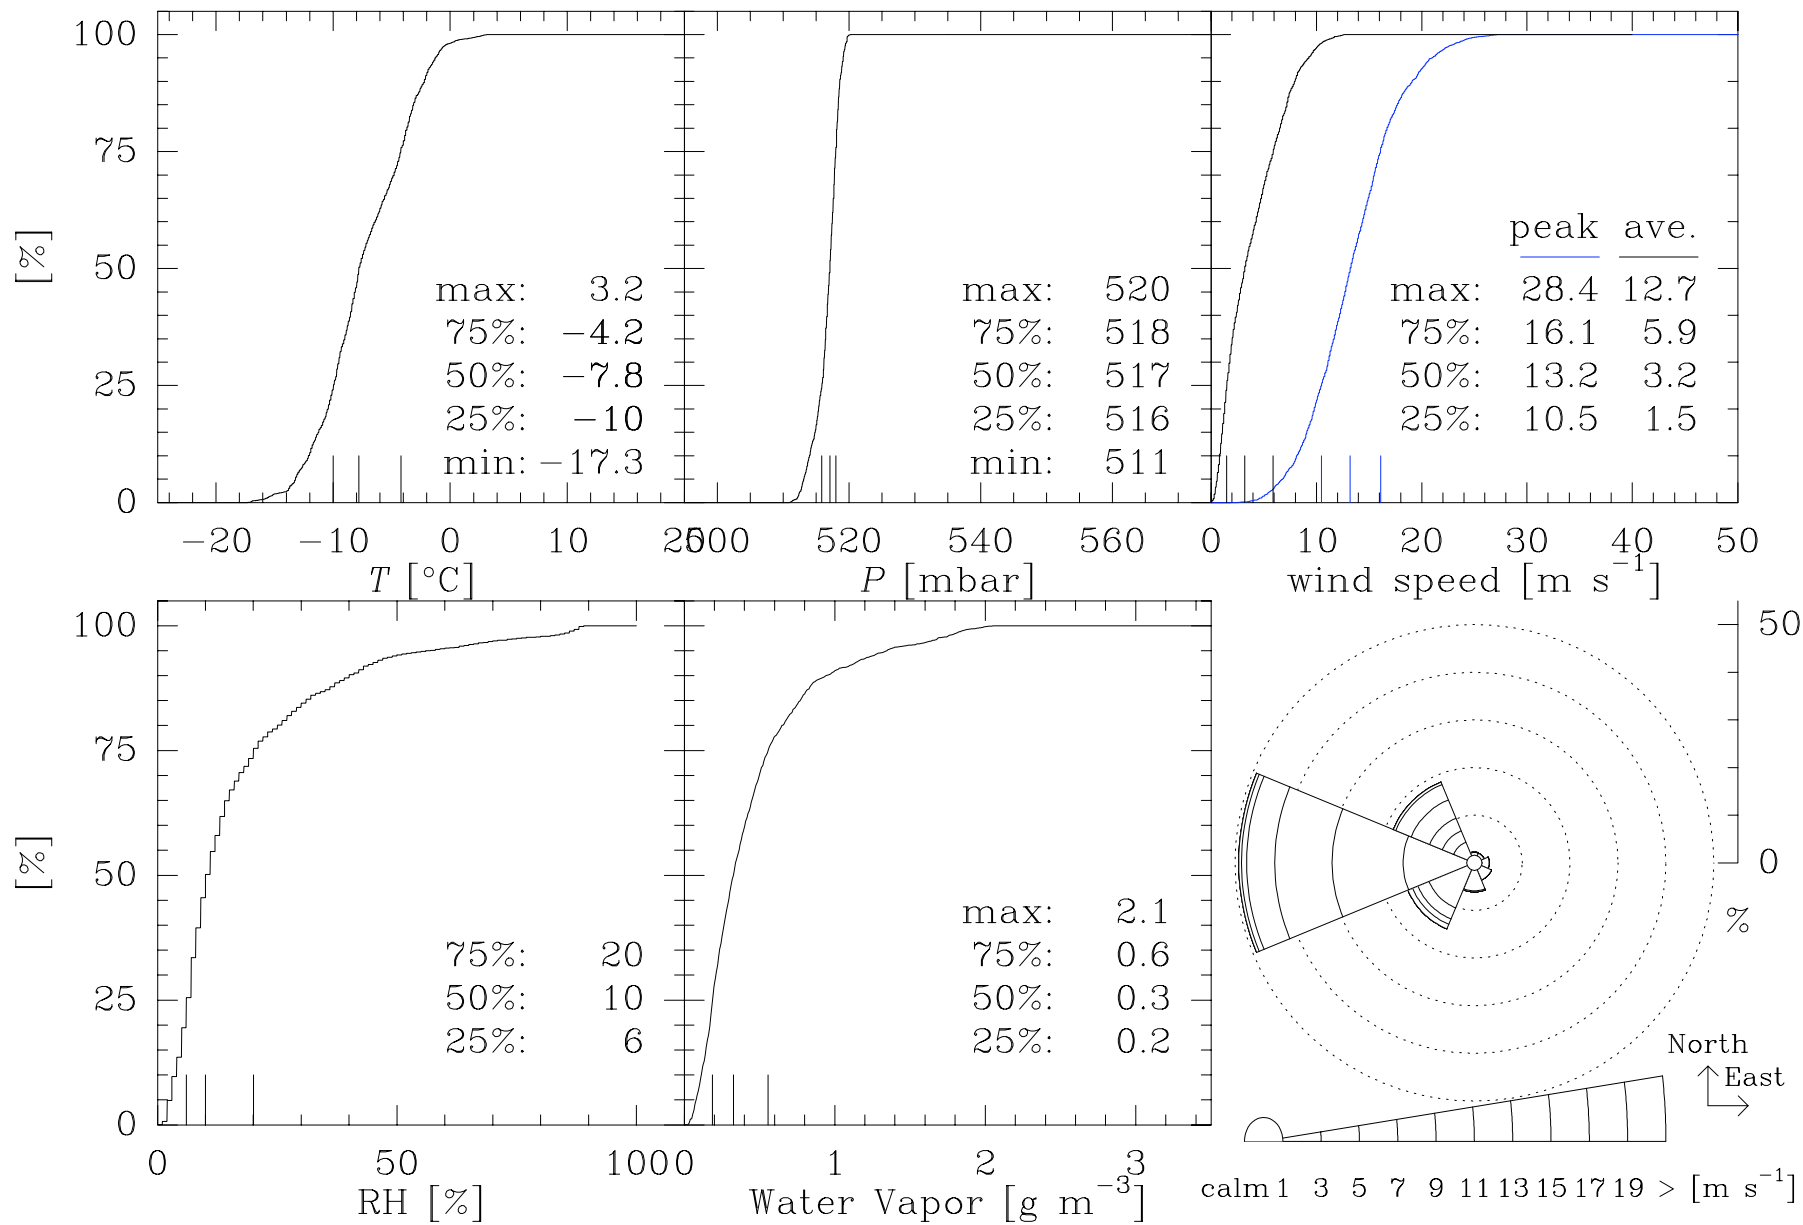 100
75
50
25
0
[%]
max: 3.2
75%: −4.2
50%: −7.8
25%: −10
min: −17.3
−20 −10 0 10 20
T [°C]
max: 520
75%: 518
50%: 517
25%: 516
min: 511
500 520 540 560
P [mbar]
peak ave.
max: 28.4 12.7
75%: 16.1 5.9
50%: 13.2 3.2
25%: 10.5 1.5
0 10 20 30 40 50
wind speed [m s⁻¹]
100
75
50
25
0
[%]
75%: 20
50%: 10
25%: 6
0 50 100
RH [%]
max: 2.1
75%: 0.6
50%: 0.3
25%: 0.2
0 1 2 3
Water Vapor [g m⁻³]
50
0
%
North
East
calm 1 3 5 7 9 11 13 15 17 19 > [m s⁻¹]